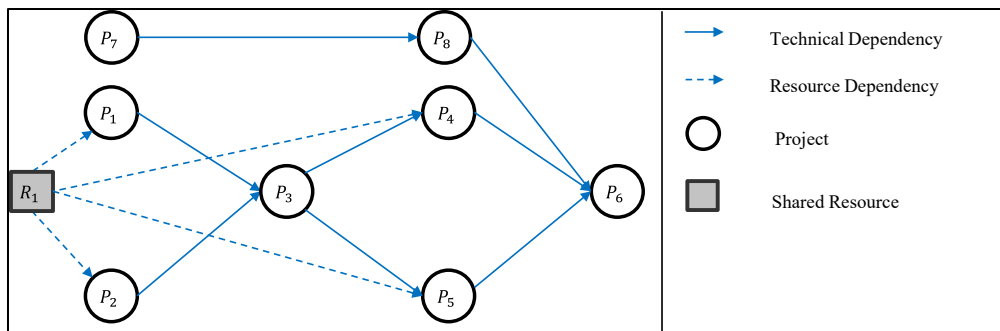 P7
P8
Technical Dependency
Resource Dependency
P1
P4
Project
R1
P3
P6
Shared Resource
P2
P5